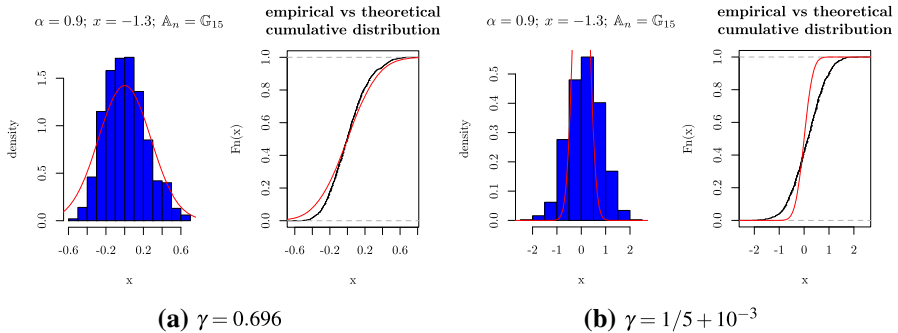 α = 0.9; x = −1.3; 𝔸ₙ = 𝔾₁₅
density
0.0 0.5 1.0 1.5
-0.6 -0.2 0.2 0.6
x
empirical vs theoretical
cumulative distribution
Fn(x)
0.0 0.2 0.4 0.6 0.8 1.0
-0.6 0.0 0.4
x
(a) γ = 0.696
α = 0.9; x = −1.3; 𝔸ₙ = 𝔾₁₅
density
0.0 0.1 0.2 0.3 0.4 0.5
-2 -1 0 1 2
x
empirical vs theoretical
cumulative distribution
Fn(x)
0.0 0.2 0.4 0.6 0.8 1.0
-2 0 1 2
x
(b) γ = 1/5 + 10⁻³